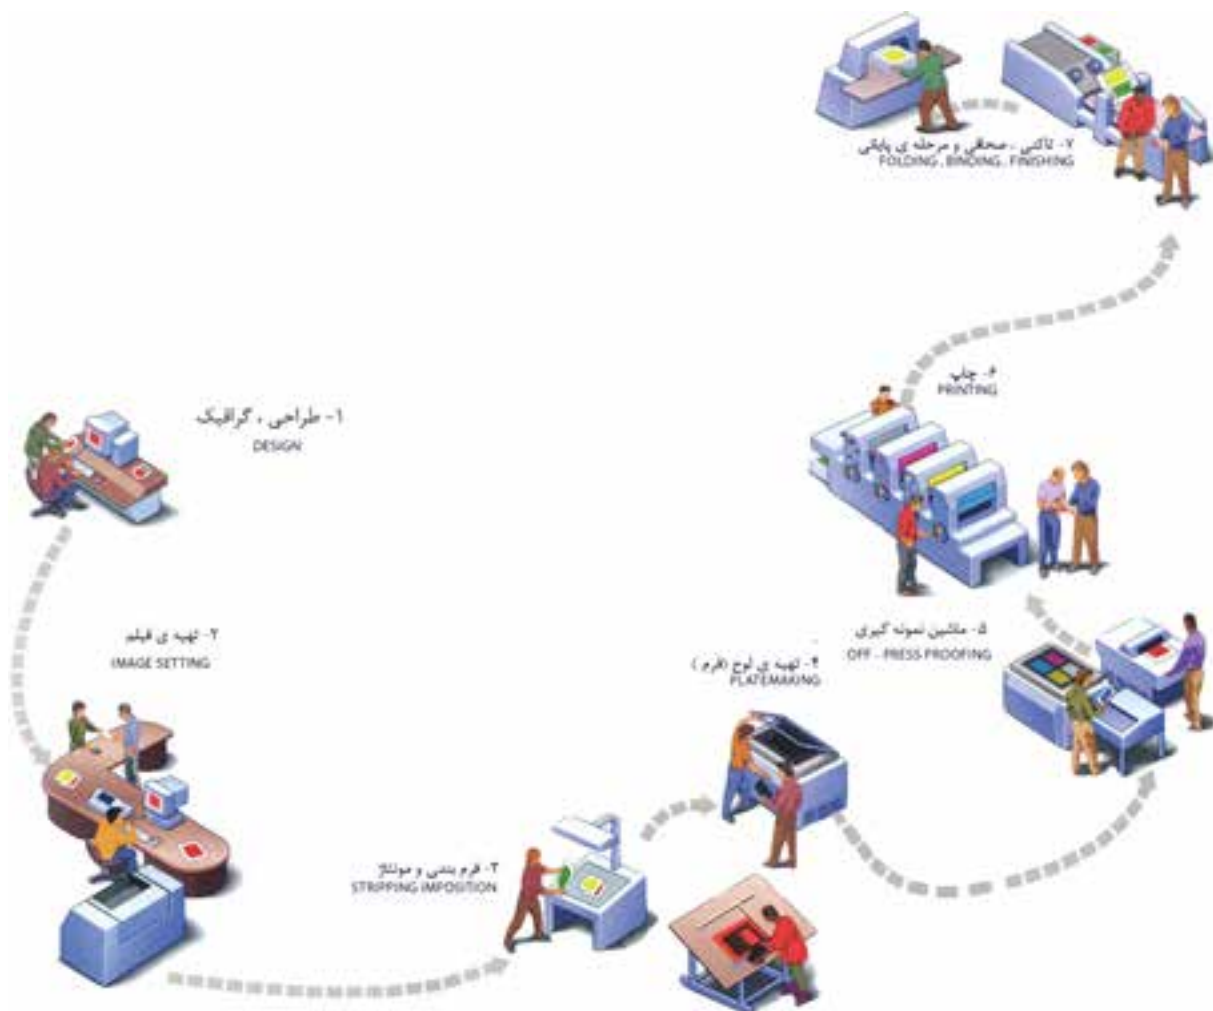 ۱- طراحی ، گرافیک
DESIGN
۲- تهیه ی فیلم
IMAGE SETTING
۳- فرم بندی و مونتاژ
STRIPPING IMPOSITION
۴- تهیه ی لوح (فرم )
PLATEMAKING
۵- ماشین نمونه گیری
OFF - PRESS PROOFING
۶- چاپ
PRINTING
۷- تاکنی ، صحافی و مرحله ی پایانی
FOLDING , BINDING , FINISHING